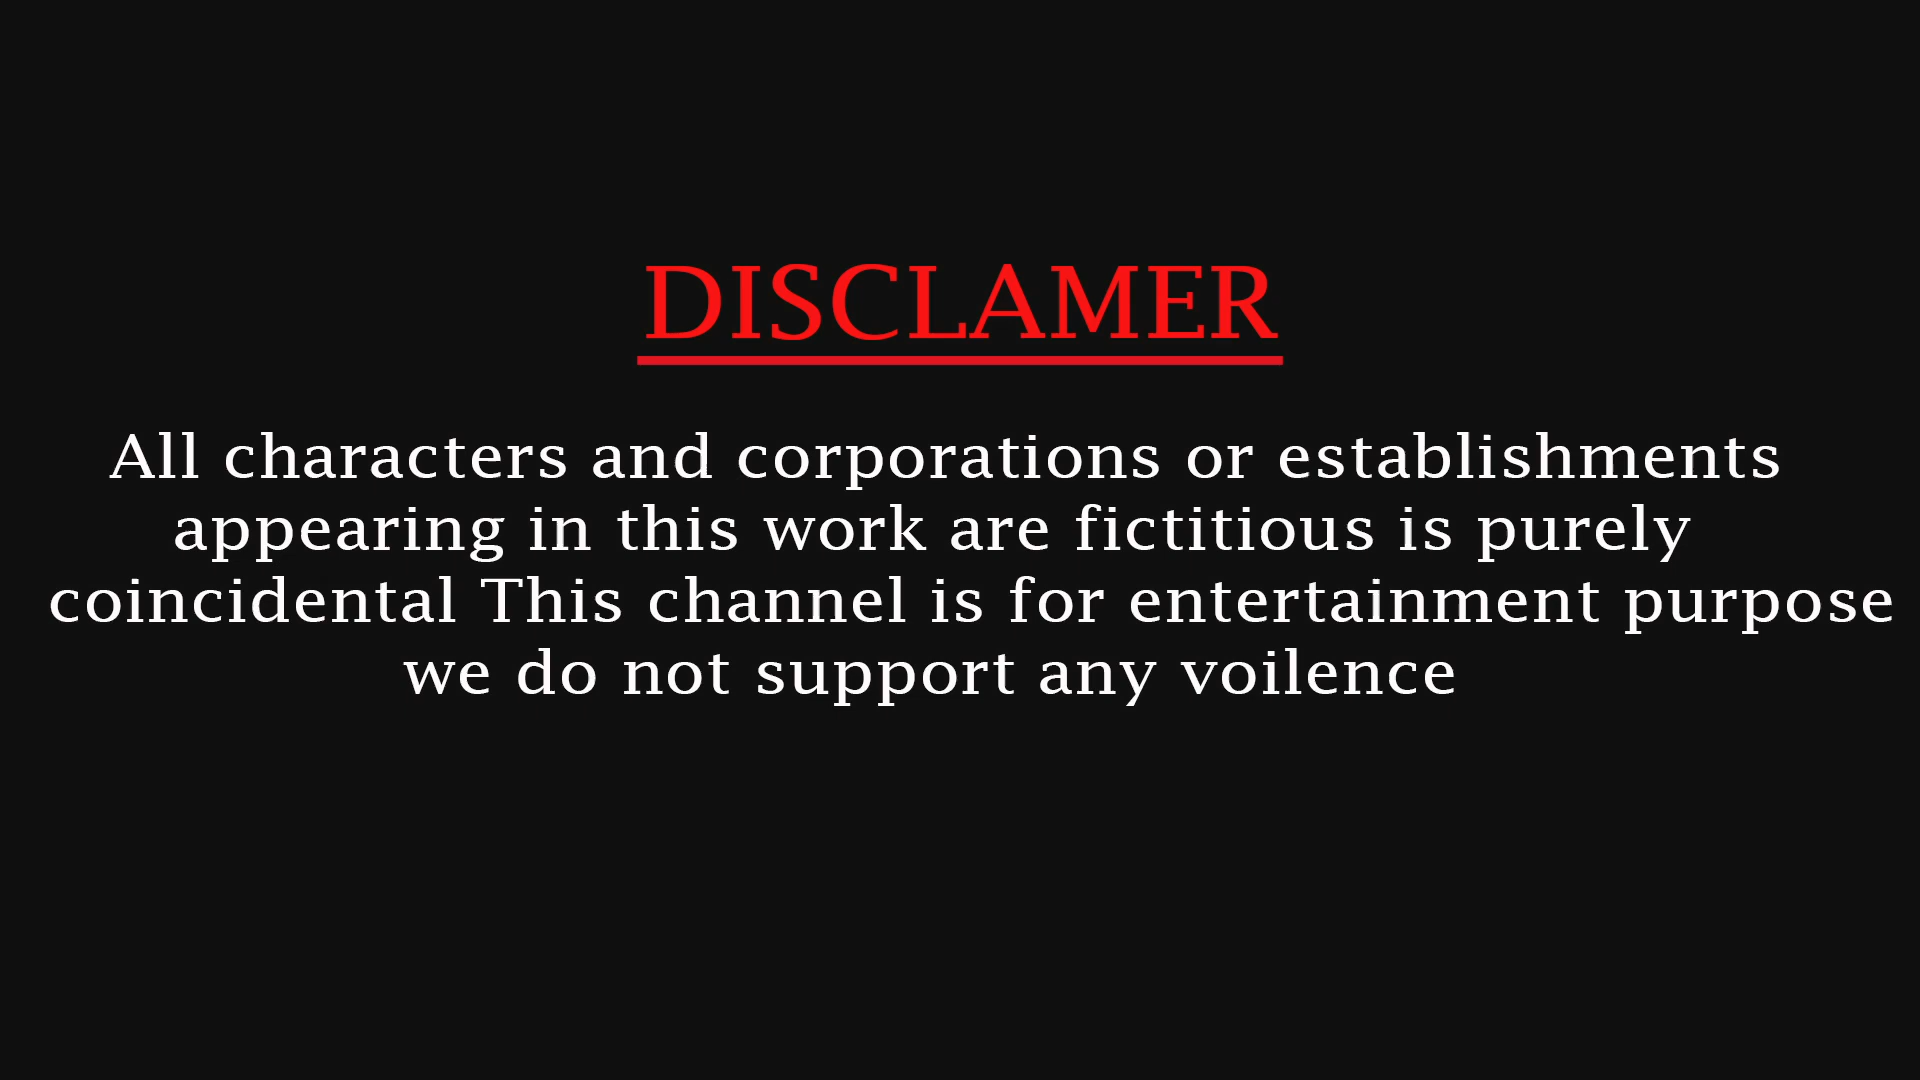 DISCLAMER
All characters and corporations or establishments
appearing in this work are fictitious is purely
coincidental This channel is for entertainment purpose
we do not support any voilence